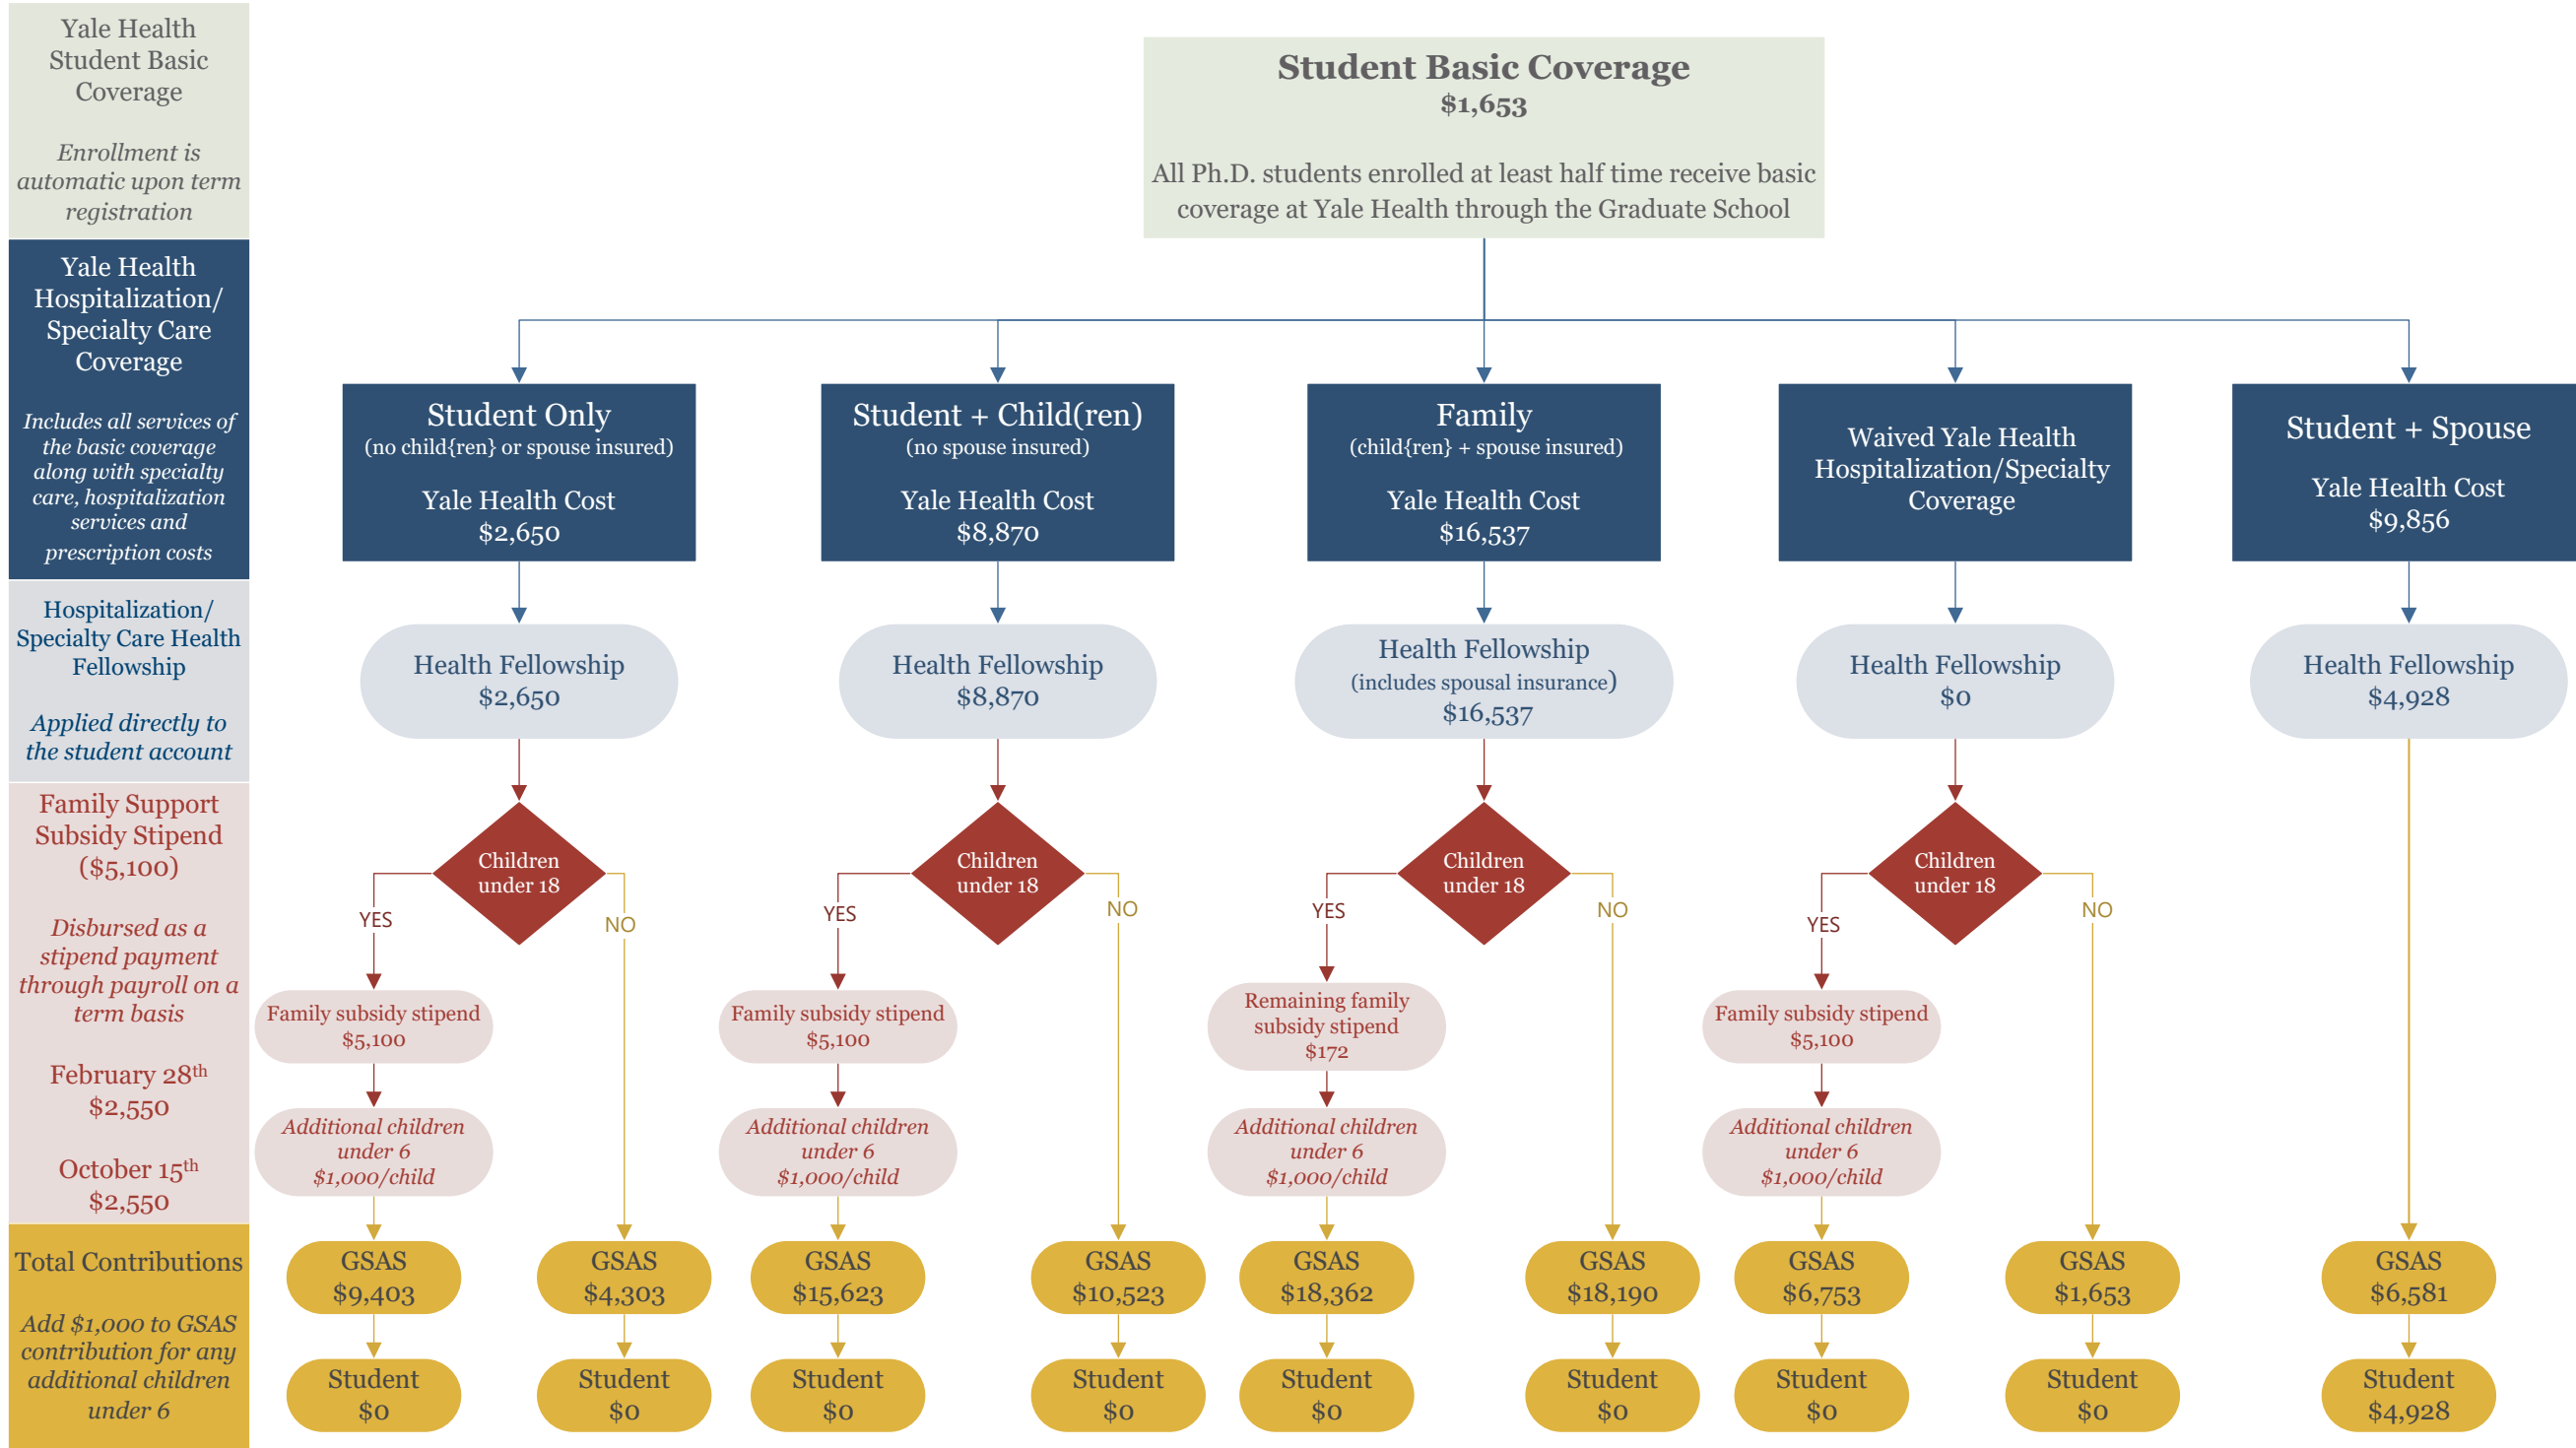 Yale Health
Student Basic
Coverage
Enrollment is
automatic upon term
registration
Yale Health
Hospitalization/
Specialty Care
Coverage
Includes all services of
the basic coverage
along with specialty
care, hospitalization
services and
prescription costs
Hospitalization/
Specialty Care Health
Fellowship
Applied directly to
the student account
Family Support
Subsidy Stipend
($5,100)
Disbursed as a
stipend payment
through payroll on a
term basis
February 28th
$2,550
October 15th
$2,550
Total Contributions
Add $1,000 to GSAS
contribution for any
additional children
under 6
Student Basic Coverage
$1,653
All Ph.D. students enrolled at least half time receive basic
coverage at Yale Health through the Graduate School
Student Only
(no child{ren} or spouse insured)
Yale Health Cost
$2,650
Student + Child(ren)
(no spouse insured)
Yale Health Cost
$8,870
Family
(child{ren} + spouse insured)
Yale Health Cost
$16,537
Waived Yale Health
Hospitalization/Specialty
Coverage
Student + Spouse
Yale Health Cost
$9,856
Health Fellowship
$2,650
Health Fellowship
$8,870
Health Fellowship
(includes spousal insurance)
$16,537
Health Fellowship
$0
Health Fellowship
$4,928
Children
under 18
Children
under 18
Children
under 18
Children
under 18
YES
NO
YES
NO
YES
NO
YES
NO
Family subsidy stipend
$5,100
Family subsidy stipend
$5,100
Remaining family
subsidy stipend
$172
Family subsidy stipend
$5,100
Additional children
under 6
$1,000/child
Additional children
under 6
$1,000/child
Additional children
under 6
$1,000/child
Additional children
under 6
$1,000/child
GSAS
$9,403
GSAS
$4,303
GSAS
$15,623
GSAS
$10,523
GSAS
$18,362
GSAS
$18,190
GSAS
$6,753
GSAS
$1,653
GSAS
$6,581
Student
$0
Student
$0
Student
$0
Student
$0
Student
$0
Student
$0
Student
$0
Student
$0
Student
$4,928